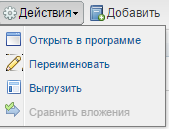 Действия Добавить
Открыть в программе
Переименовать
Выгрузить
Сравнить вложения